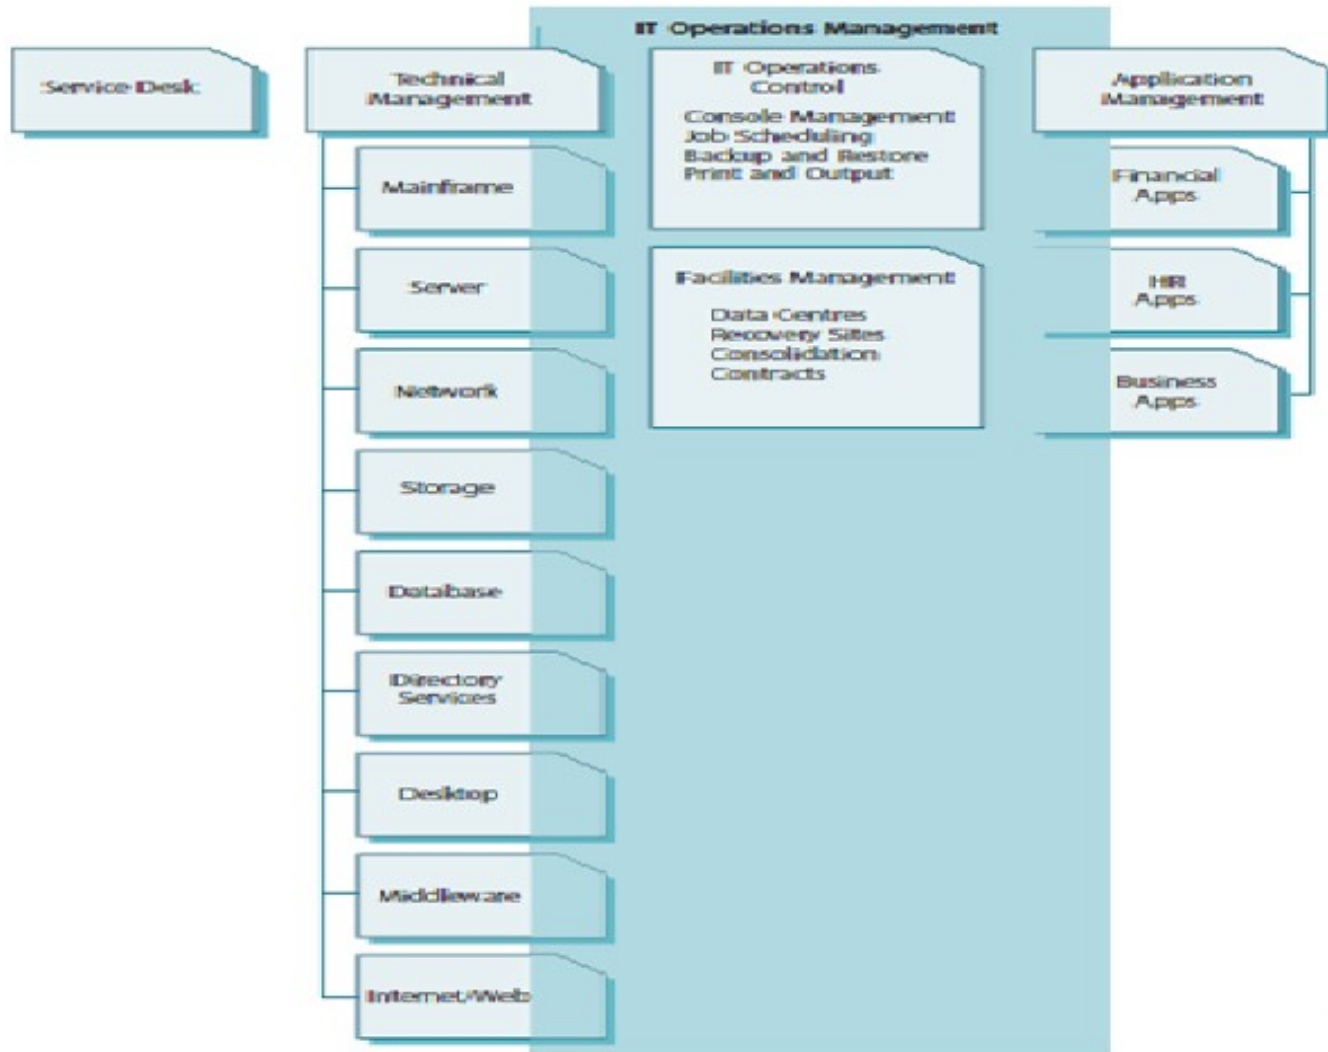 IT Operations Management
Service Desk
Technical
Management
Mainframe
Server
Network
Storage
Database
Directory
Services
Desktop
Middleware
Internet/Web
IT Operations
Control
Console Management
Job Scheduling
Backup and Restore
Print and Output
Facilities Management
Data Centres
Recovery Sites
Consolidation
Contracts
Application
Management
Financial
Apps
HR
Apps
Business
Apps